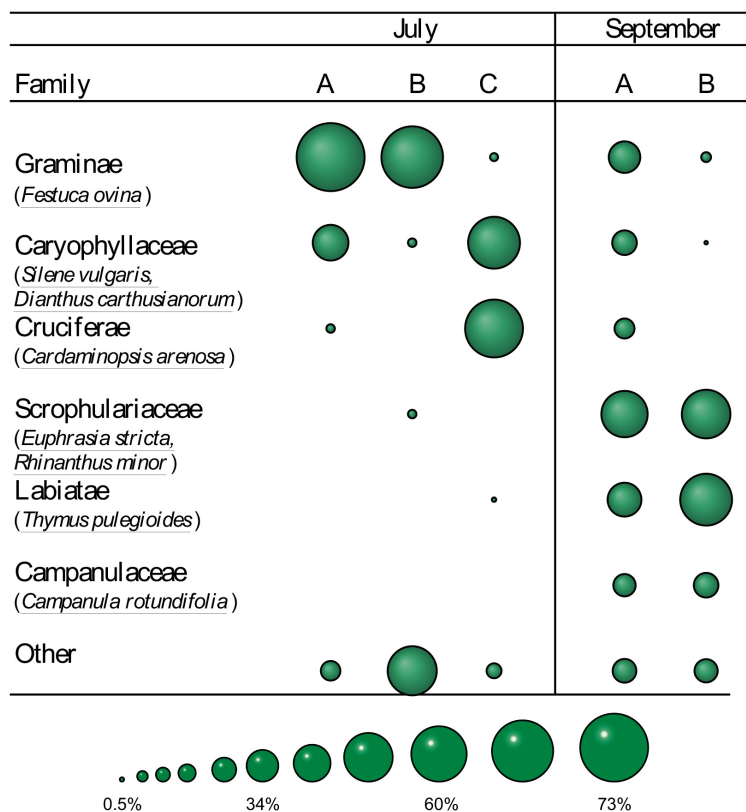 July September
Family A B C A B
Graminae
(Festuca ovina)
Caryophyllaceae
(Silene vulgaris,
Dianthus carthusianorum)
Cruciferae
(Cardaminopsis arenosa)
Scrophulariaceae
(Euphrasia stricta,
Rhinanthus minor)
Labiatae
(Thymus pulegioides)
Campanulaceae
(Campanula rotundifolia)
Other
0.5% 34% 60% 73%